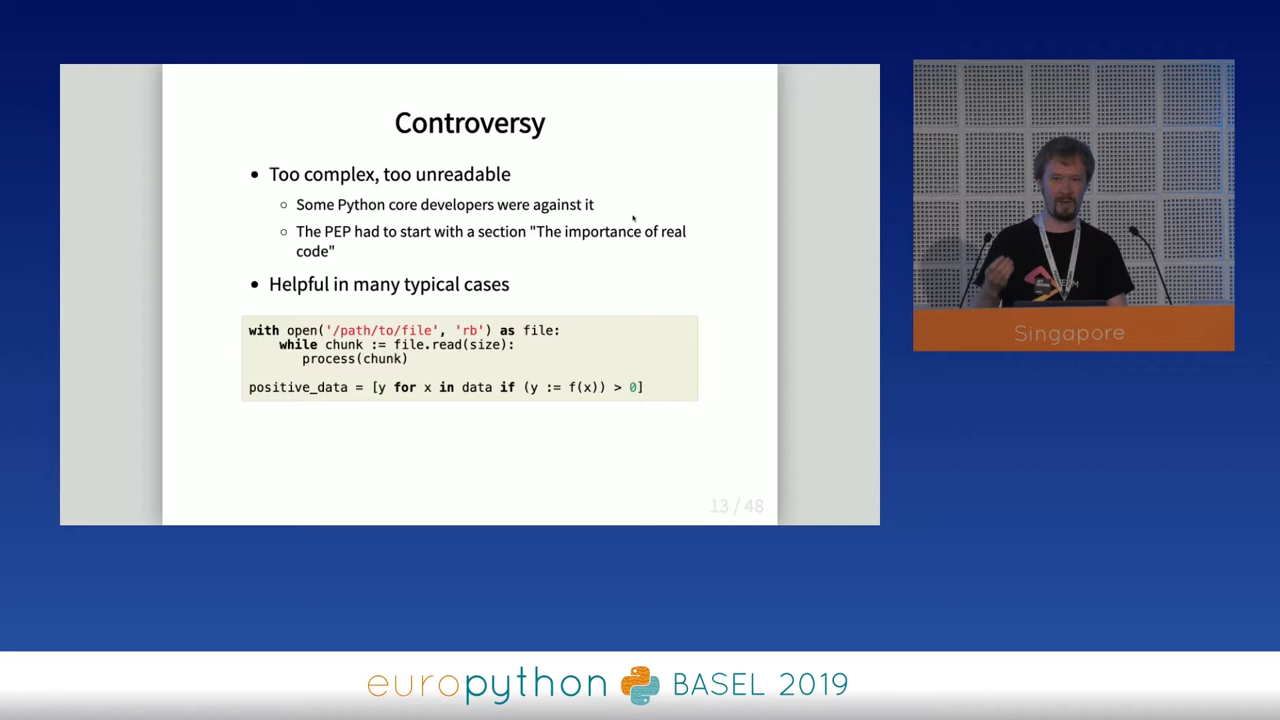 Controversy
Too complex, too unreadable
Some Python core developers were against it
The PEP had to start with a section "The importance of real
code"
Helpful in many typical cases
with open('/path/to/file', 'rb') as file:
while chunk := file.read(size):
process(chunk)
positive_data = [y for x in data if (y := f(x)) > 0]
13 / 48
Singapore
europython BASEL 2019